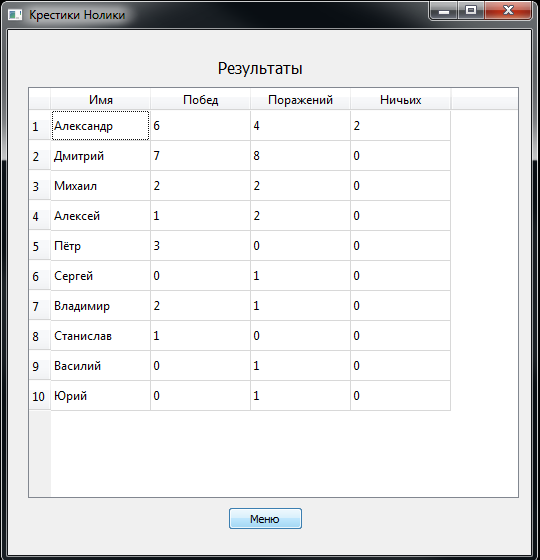 Крестики Нолики
Результаты
Имя Побед Поражений Ничьих
1 Александр 6 4 2
2 Дмитрий 7 8 0
3 Михаил 2 2 0
4 Алексей 1 2 0
5 Пётр 3 0 0
6 Сергей 0 1 0
7 Владимир 2 1 0
8 Станислав 1 0 0
9 Василий 0 1 0
10 Юрий 0 1 0
Меню